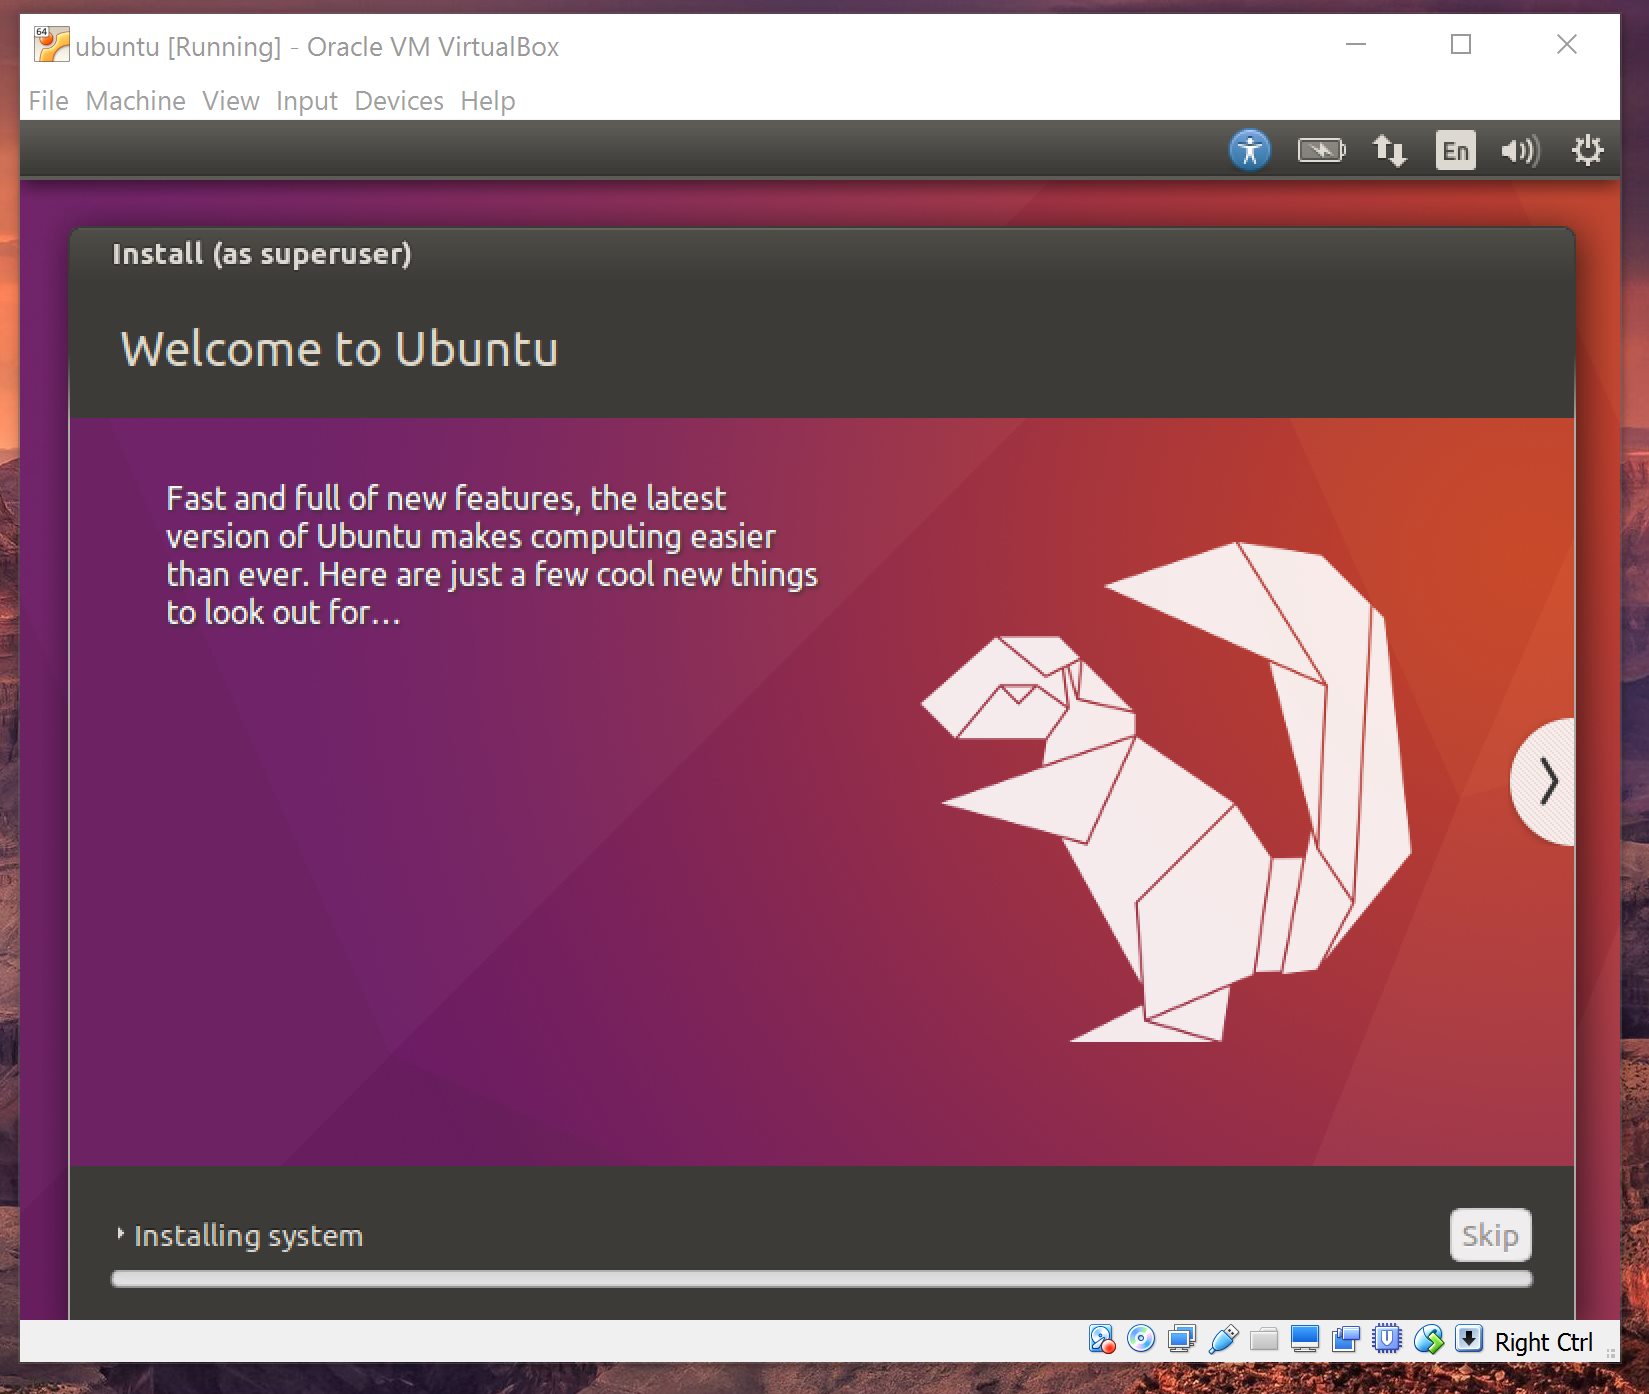 64
ubuntu [Running] - Oracle VM VirtualBox
File Machine View Input Devices Help
En
Install (as superuser)
Welcome to Ubuntu
Fast and full of new features, the latest
version of Ubuntu makes computing easier
than ever. Here are just a few cool new things
to look out for...
Installing system
Skip
Right Ctrl